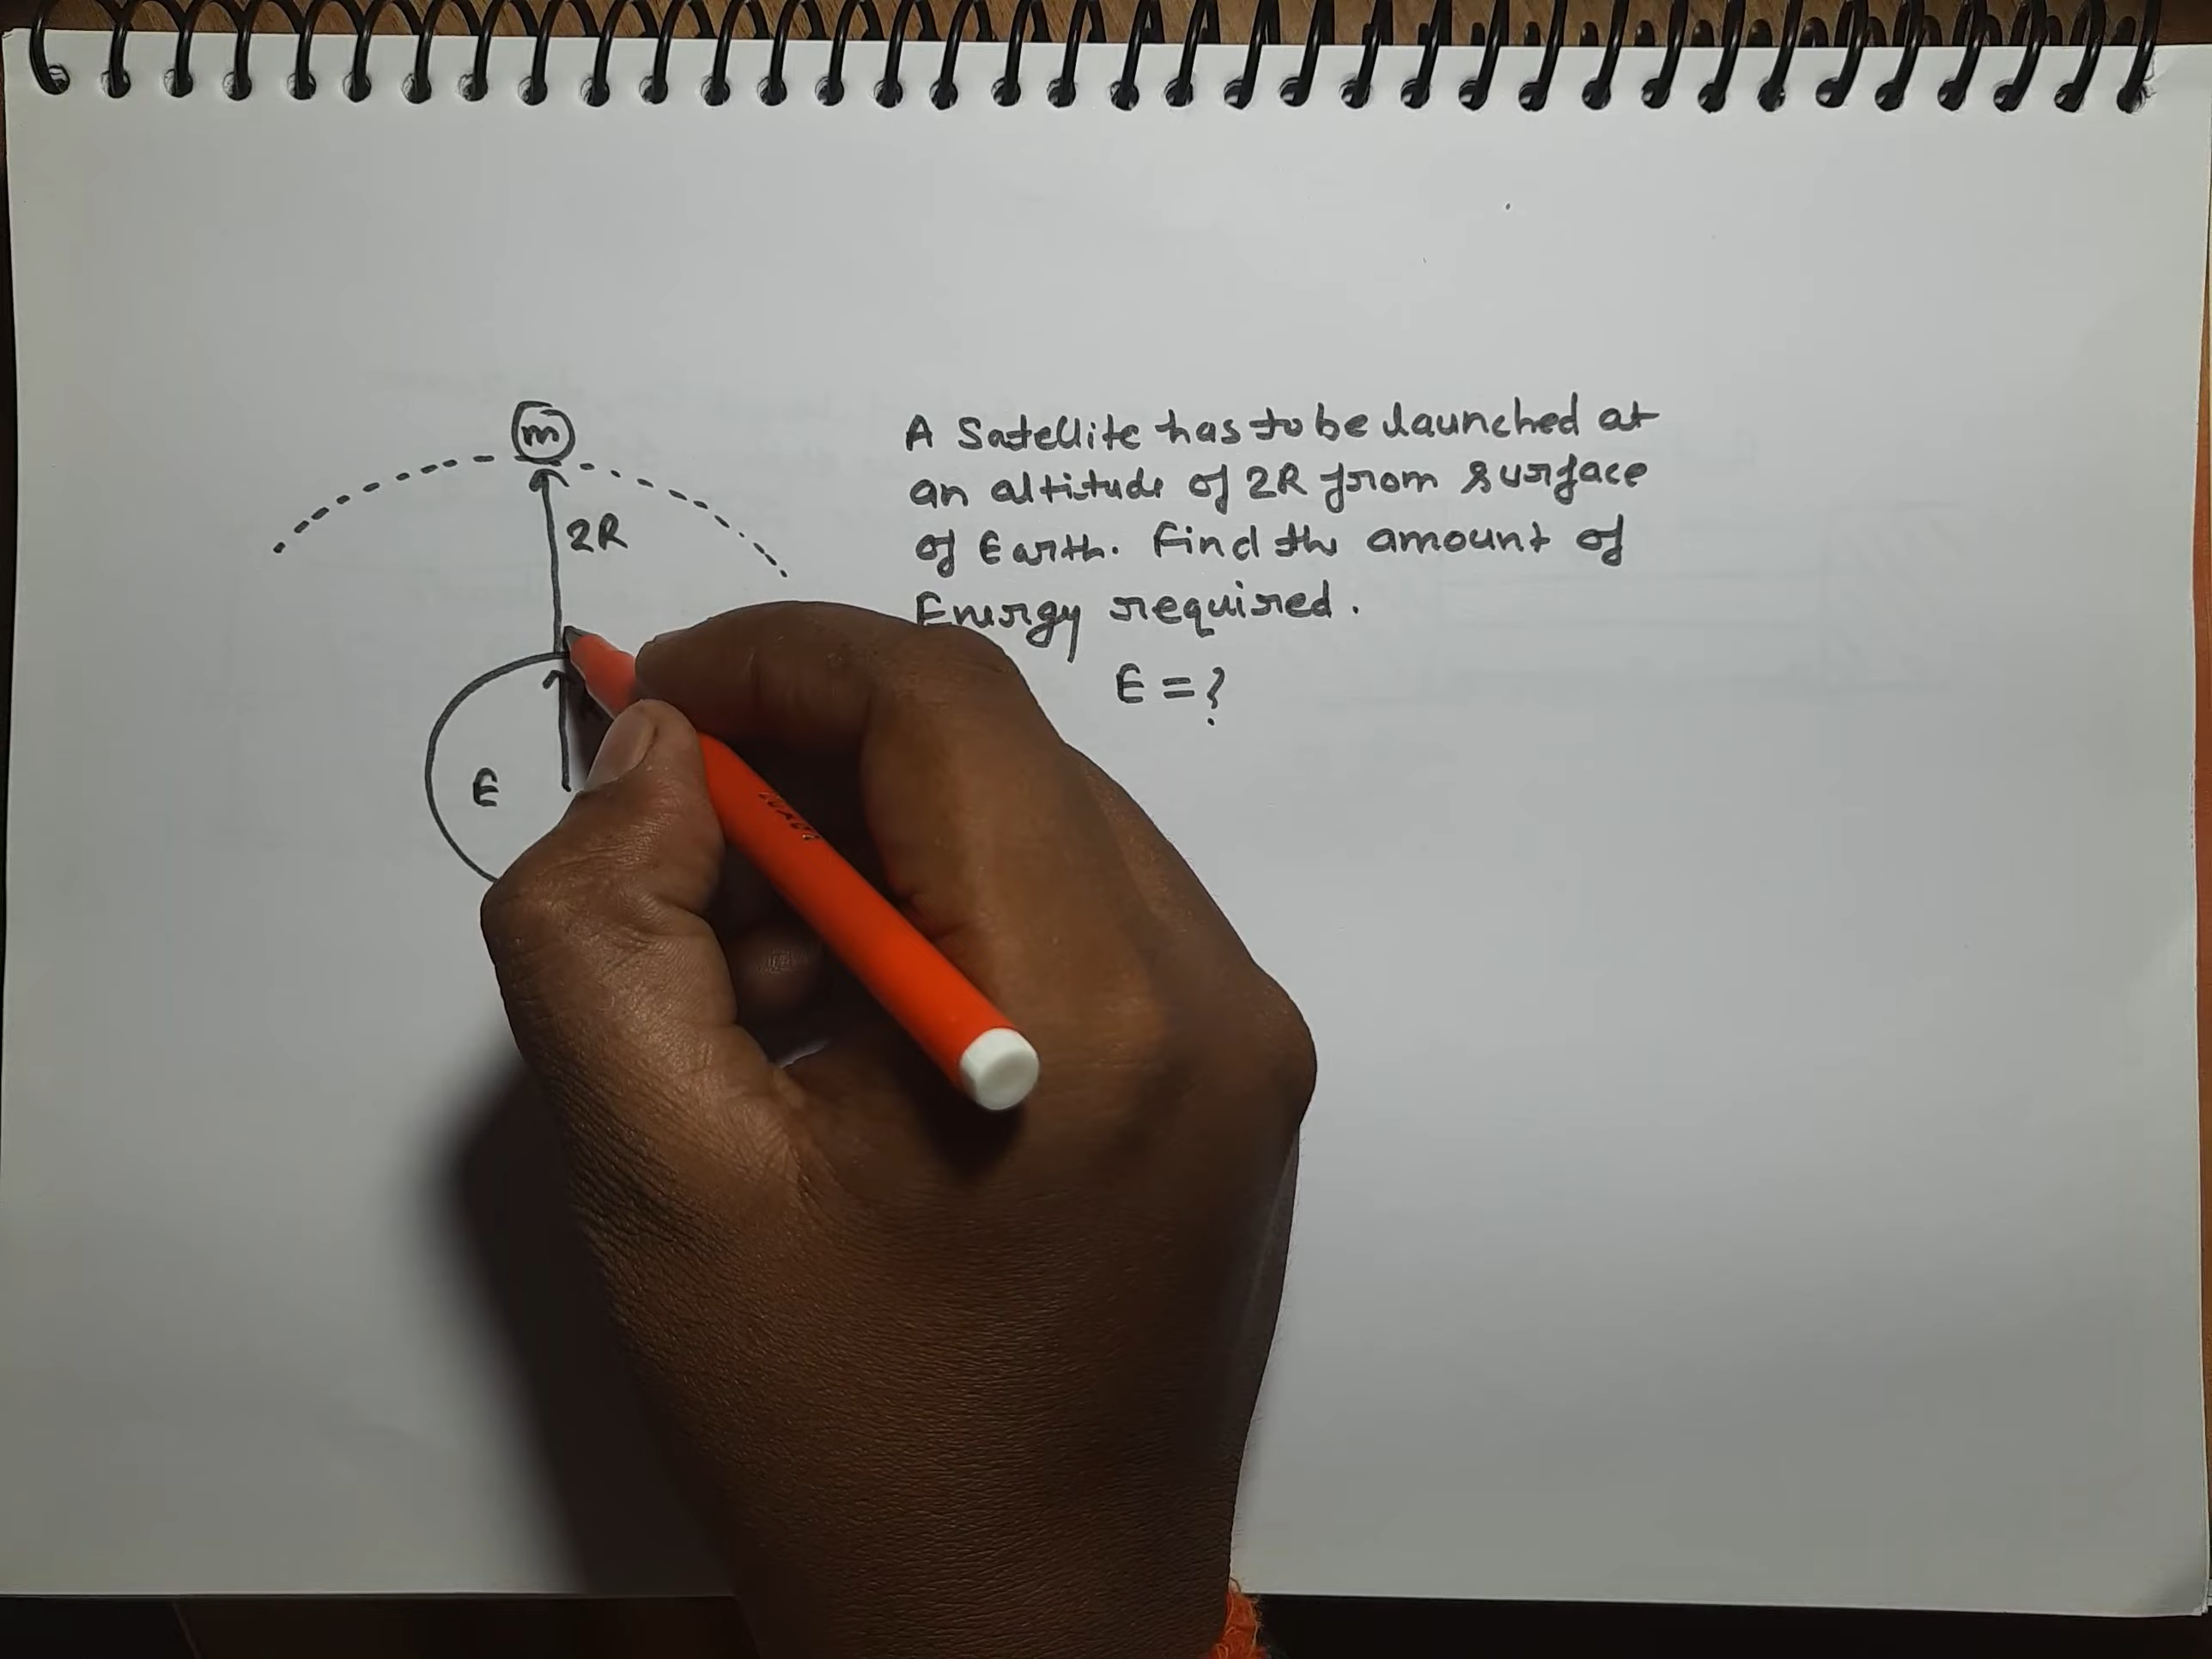 m
A Satellite has to be launched at
an altitude of 2R from surface
2R
of Earth. Find the amount of
Energy required.
E = ?
E